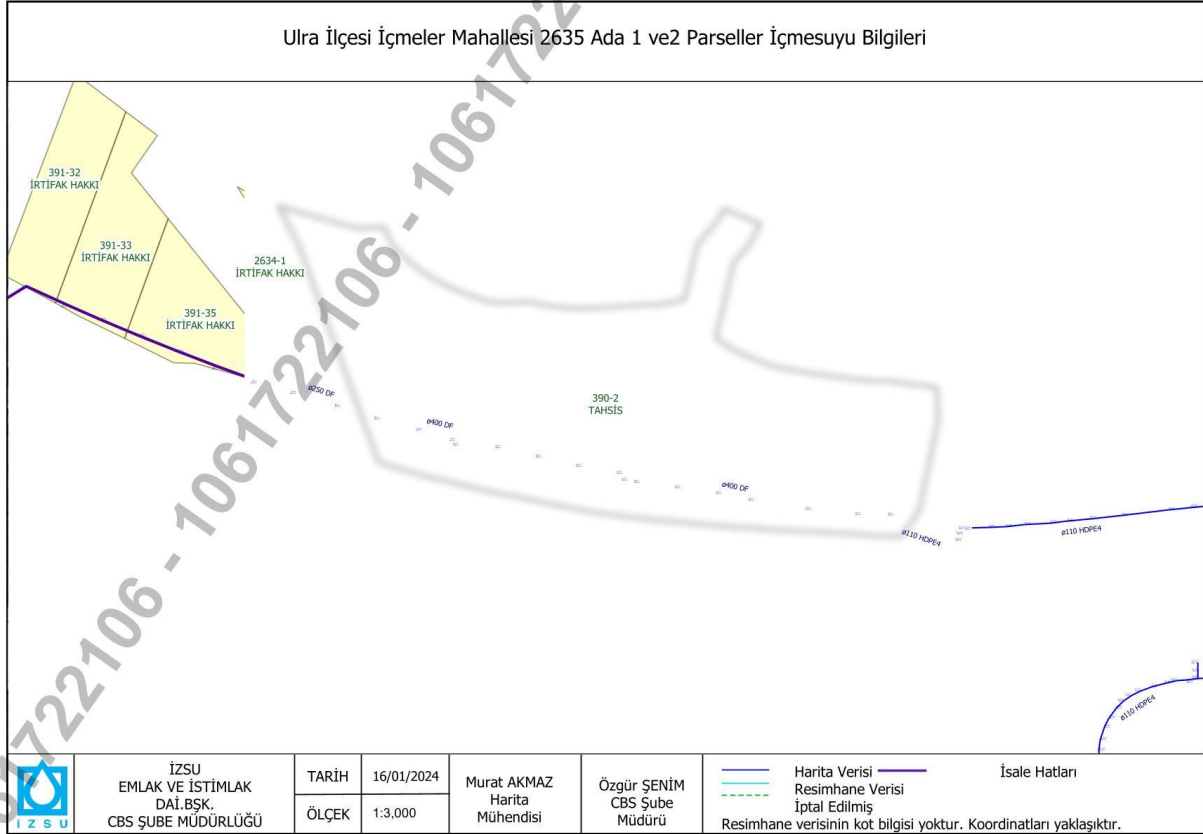 Ulra İlçesi İçmeler Mahallesi 2635 Ada 1 ve2 Parseller İçmesuyu Bilgileri
1061722106 - 1061722106 - 1061722106
391-32
İRTİFAK HAKKI
391-33
İRTİFAK HAKKI
2634-1
İRTİFAK HAKKI
391-35
İRTİFAK HAKKI
390-2
TAHSİS
ø250 DF
ø400 DF
ø400 DF
ø110 HDPE4
ø110 HDPE4
ø110 HDPE4
İZSU
İZSU
EMLAK VE İSTİMLAK
DAİ.BŞK.
CBS ŞUBE MÜDÜRLÜĞÜ
TARİH
16/01/2024
ÖLÇEK
1:3,000
Murat AKMAZ
Harita
Mühendisi
Özgür ŞENİM
CBS Şube
Müdürü
Harita Verisi
İsale Hatları
Resimhane Verisi
İptal Edilmiş
Resimhane verisinin kot bilgisi yoktur. Koordinatları yaklaşıktır.